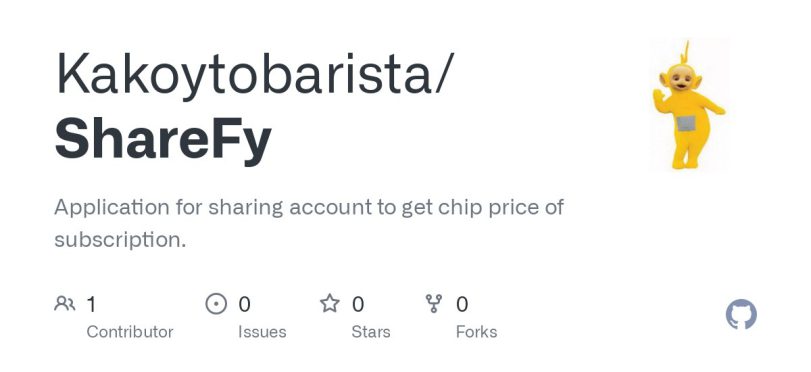 Kakoytobarista/
ShareFy
Application for sharing account to get chip price of
subscription.
1 0 0 0
Contributor Issues Stars Forks